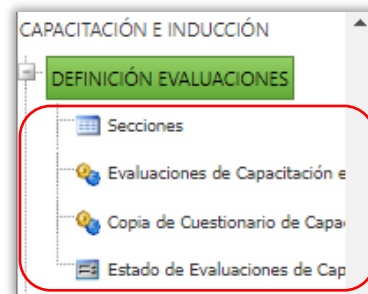 CAPACITACIÓN E INDUCCIÓN
DEFINICIÓN EVALUACIONES
Secciones
Evaluaciones de Capacitación e
Copia de Cuestionario de Capa
Estado de Evaluaciones de Cap